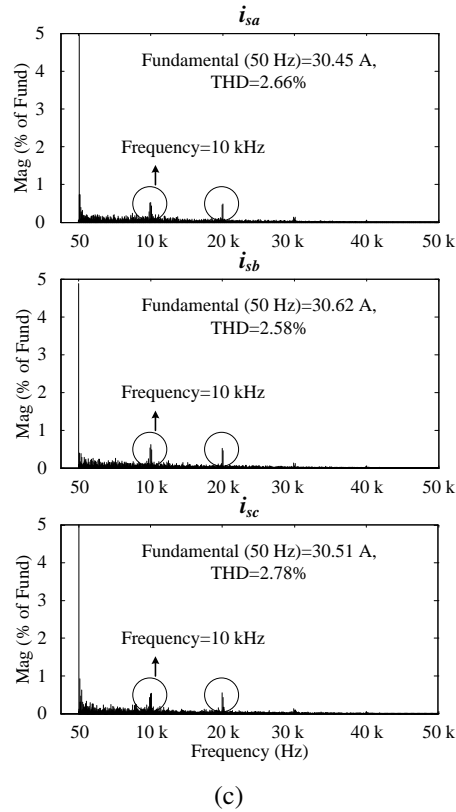 isa
5
4
3
2
1
0
Mag (% of Fund)
Fundamental (50 Hz)=30.45 A,
THD=2.66%
Frequency=10 kHz
50 10 k 20 k 30 k 40 k 50 k
isb
5
4
3
2
1
0
Mag (% of Fund)
Fundamental (50 Hz)=30.62 A,
THD=2.58%
Frequency=10 kHz
50 10 k 20 k 30 k 40 k 50 k
isc
5
4
3
2
1
0
Mag (% of Fund)
Fundamental (50 Hz)=30.51 A,
THD=2.78%
Frequency=10 kHz
50 10 k 20 k 30 k 40 k 50 k
Frequency (Hz)
(c)